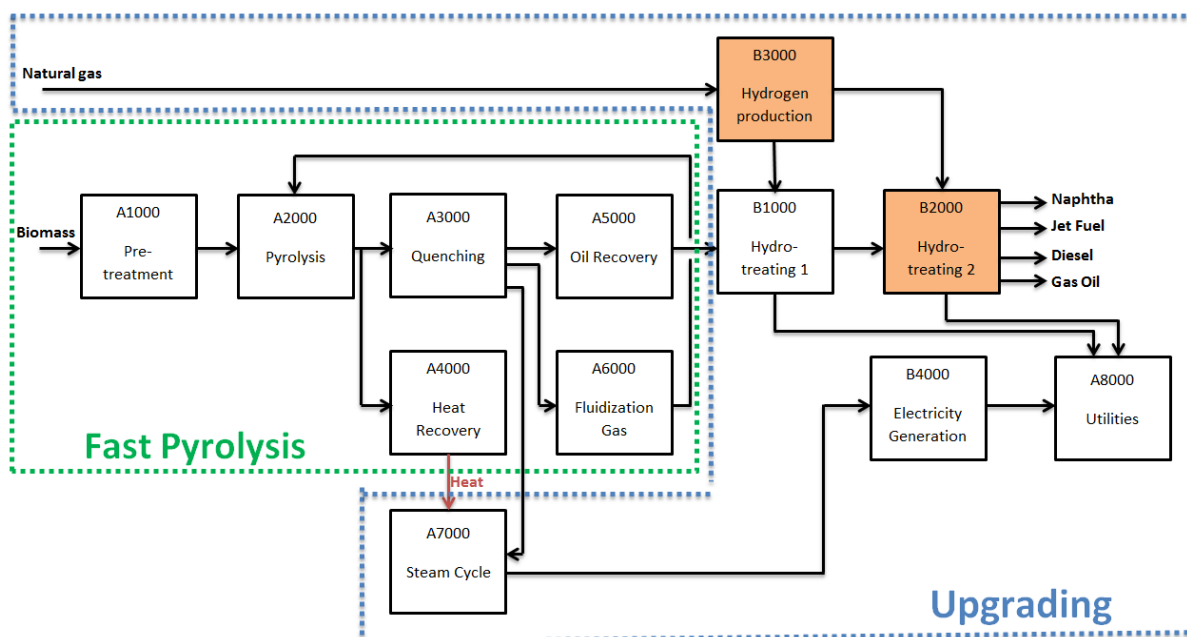 Natural gas
B3000
Hydrogen
production
Biomass
A1000
Pre-
treatment
A2000
Pyrolysis
A3000
Quenching
A5000
Oil Recovery
B1000
Hydro-
treating 1
B2000
Hydro-
treating 2
Naphtha
Jet Fuel
Diesel
Gas Oil
A4000
Heat
Recovery
A6000
Fluidization
Gas
B4000
Electricity
Generation
A8000
Utilities
Fast Pyrolysis
Heat
A7000
Steam Cycle
Upgrading